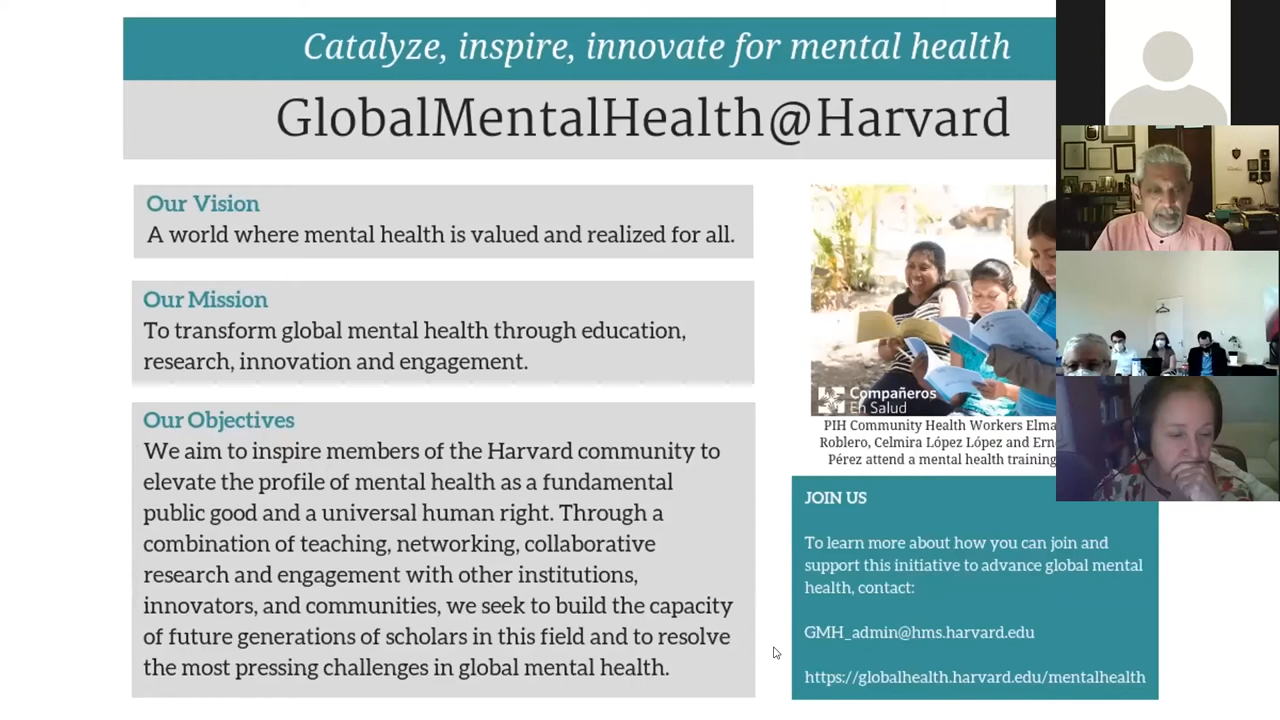 Catalyze, inspire, innovate for mental health
GlobalMentalHealth@Harvard
Our Vision
A world where mental health is valued and realized for all.
Our Mission
To transform global mental health through education,
research, innovation and engagement.
Our Objectives
We aim to inspire members of the Harvard community to
elevate the profile of mental health as a fundamental
public good and a universal human right. Through a
combination of teaching, networking, collaborative
research and engagement with other institutions,
innovators, and communities, we seek to build the capacity
of future generations of scholars in this field and to resolve
the most pressing challenges in global mental health.
Compañeros
En Salud
PIH Community Health Workers Elma
Roblero, Celmira López López and Ern
Pérez attend a mental health training
JOIN US
To learn more about how you can join and
support this initiative to advance global mental
health, contact:
GMH_admin@hms.harvard.edu
https://globalhealth.harvard.edu/mentalhealth